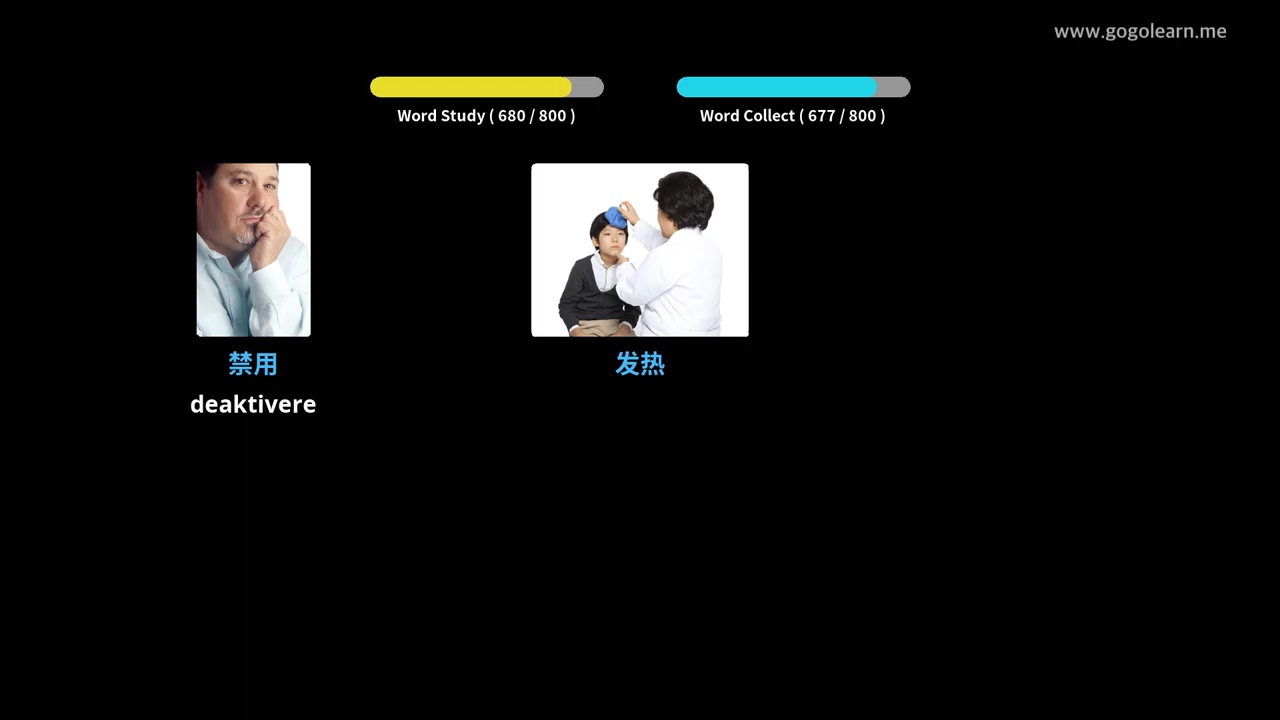 www.gogolearn.me
Word Study ( 680 / 800 )
Word Collect ( 677 / 800 )
禁用
发热
deaktivere